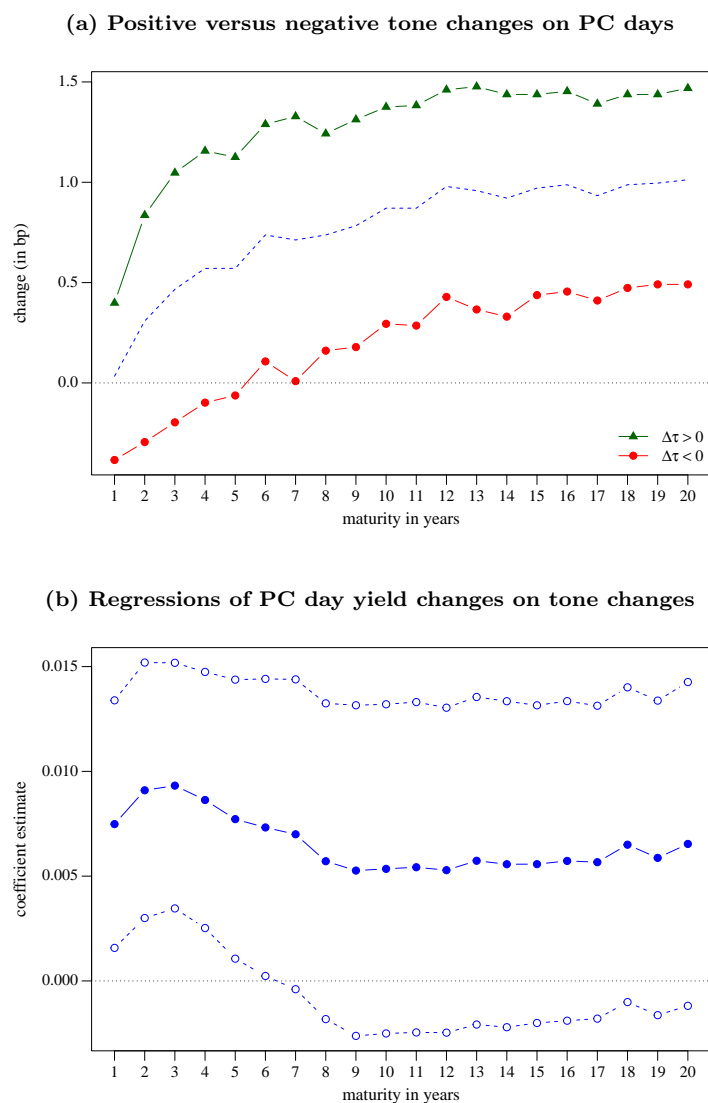 (a) Positive versus negative tone changes on PC days
change (in bp)
1.5
1.0
0.5
0.0
Δτ > 0
Δτ < 0
1 2 3 4 5 6 7 8 9 10 11 12 13 14 15 16 17 18 19 20
maturity in years
(b) Regressions of PC day yield changes on tone changes
coefficient estimate
0.015
0.010
0.005
0.000
1 2 3 4 5 6 7 8 9 10 11 12 13 14 15 16 17 18 19 20
maturity in years